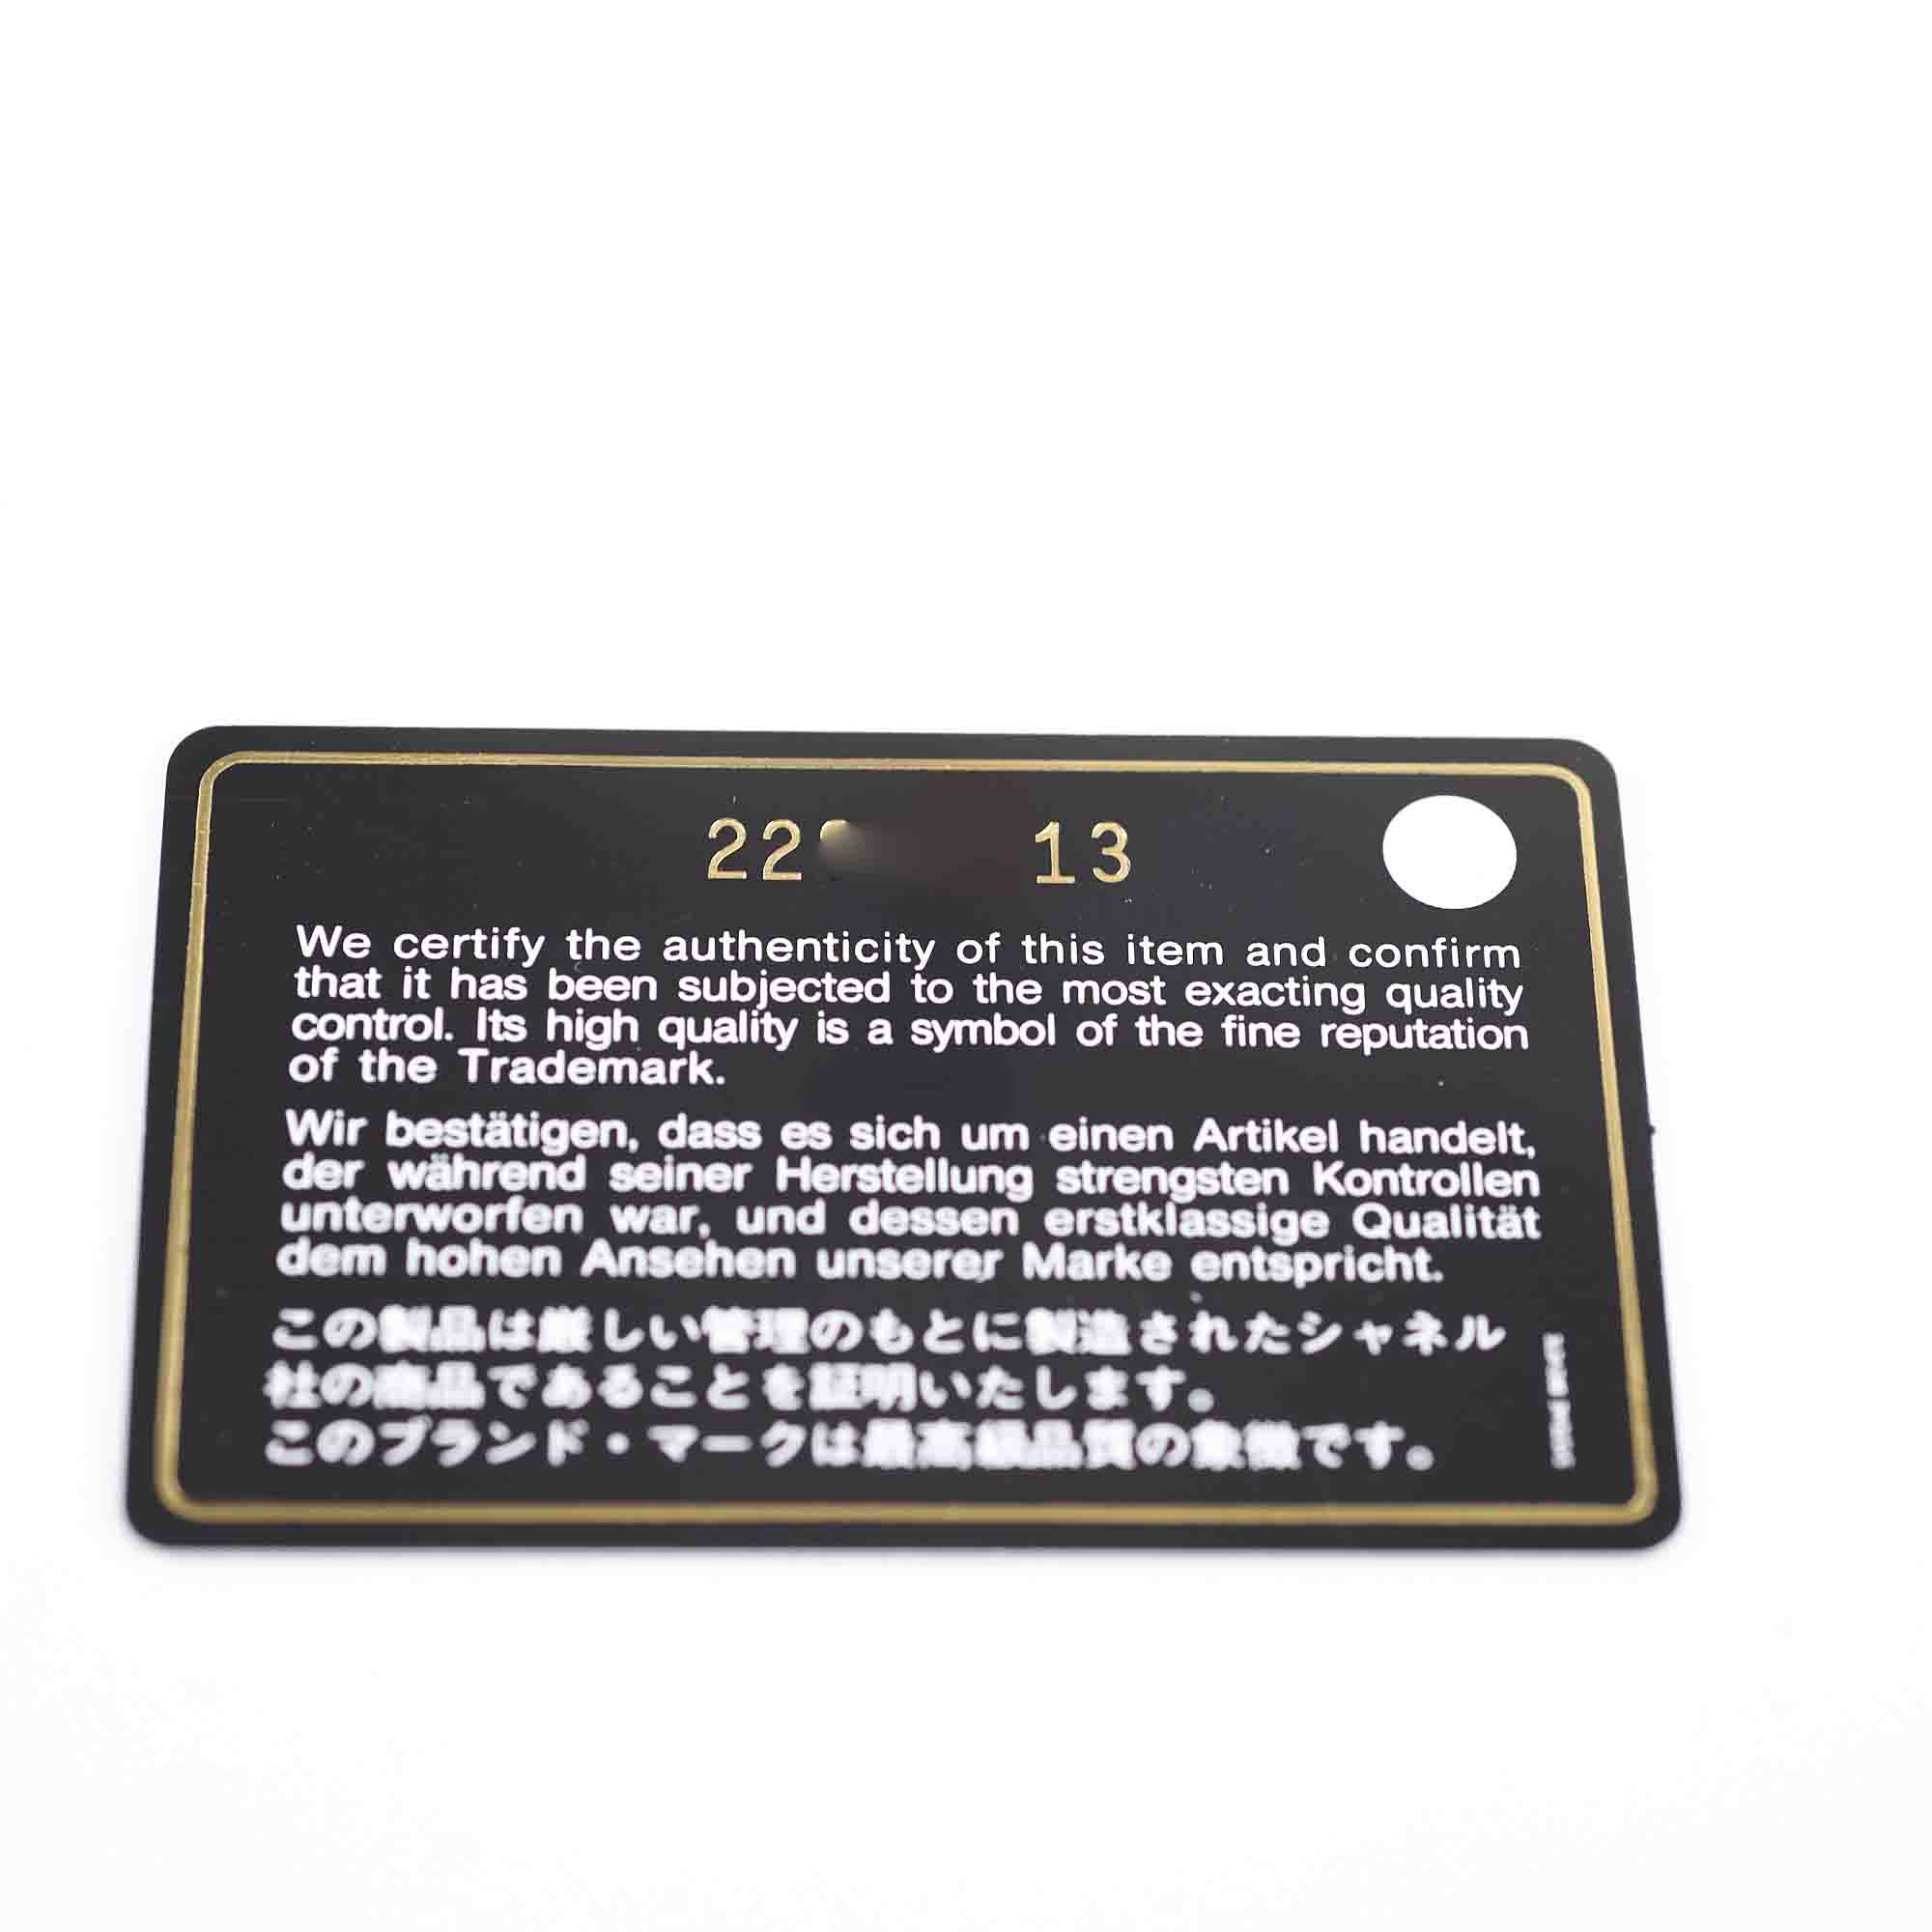 22 13
We certify the authenticity of this item and confirm
that it has been subjected to the most exacting quality
control. Its high quality is a symbol of the fine reputation
of the Trademark.
Wir bestätigen, dass es sich um einen Artikel handelt,
der während seiner Herstellung strengsten Kontrollen
unterworfen war, und dessen erstklassige Qualität
dem hohen Ansehen unserer Marke entspricht.
この製品は厳しい管理のもとに製造されたシャネル
社の商品であることを証明いたします。
このブランド・マークは最高級品質の象徴です。